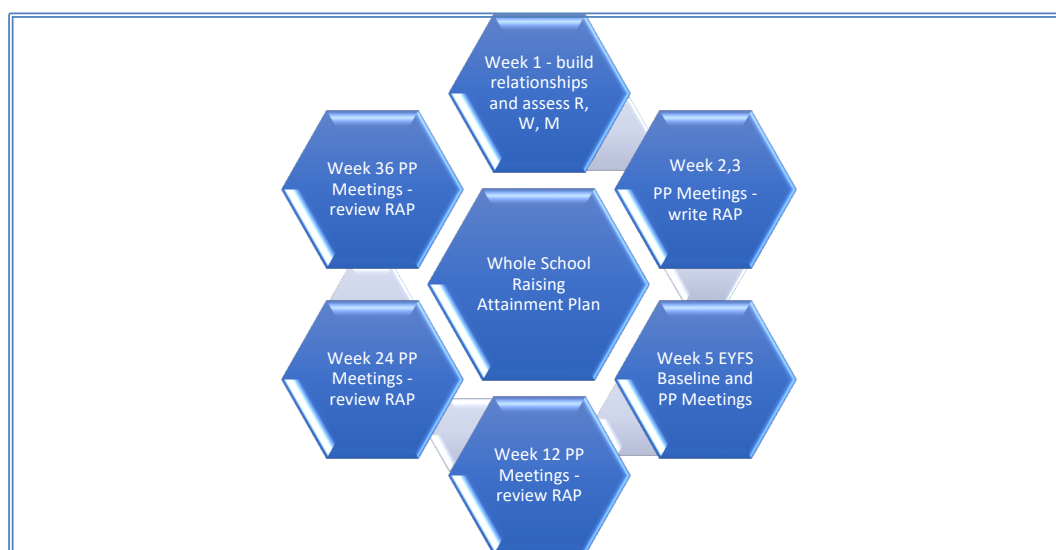 Week 1 - build
relationships
and assess R,
W, M
Week 2,3
PP Meetings -
write RAP
Week 5 EYFS
Baseline and
PP Meetings
Week 12 PP
Meetings -
review RAP
Week 24 PP
Meetings -
review RAP
Week 36 PP
Meetings -
review RAP
Whole School
Raising
Attainment Plan